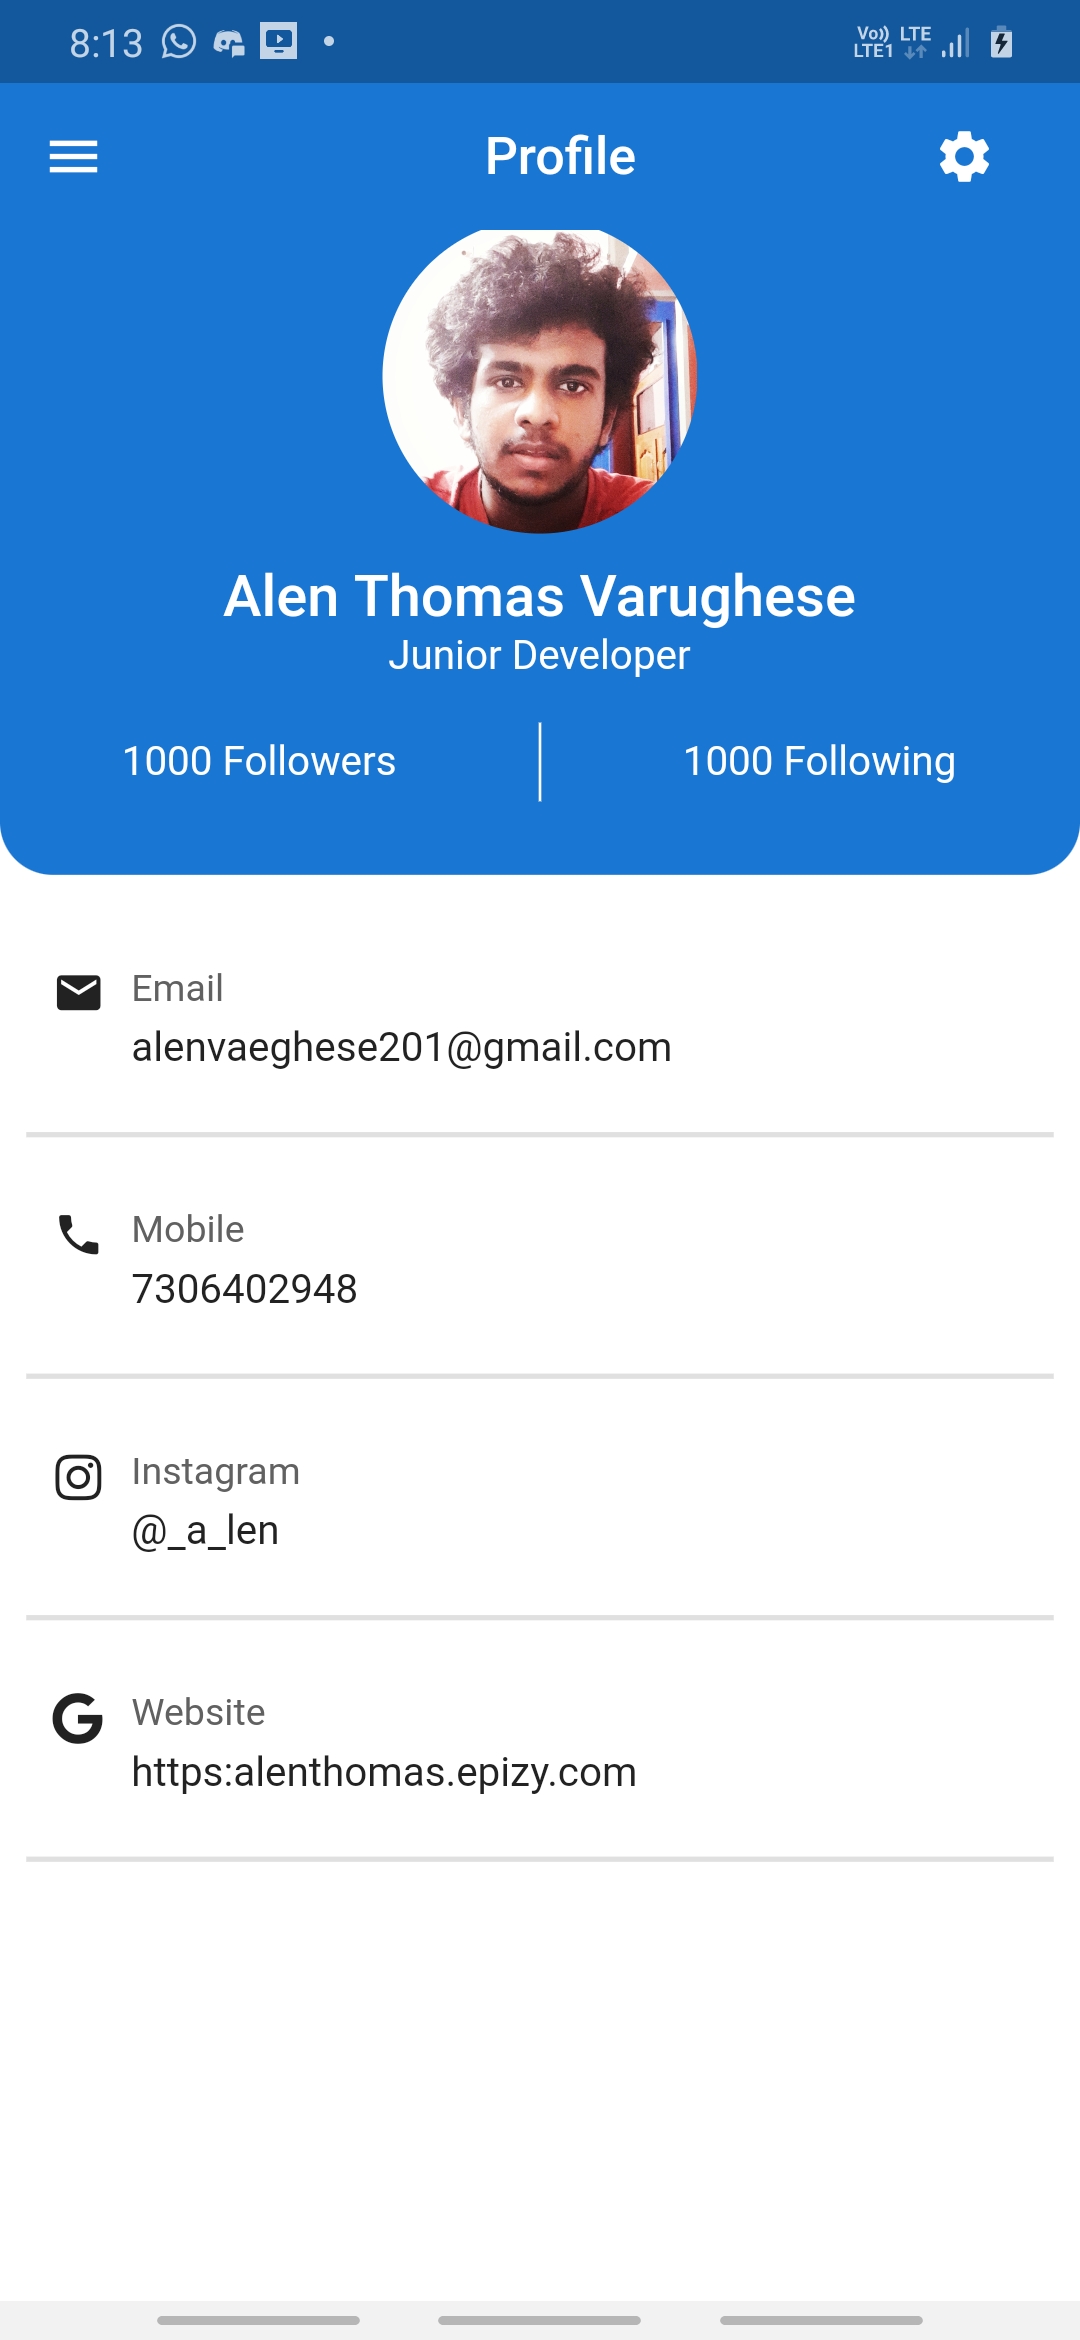 8:13
Vo)) LTE
LTE1
Profile
Alen Thomas Varughese
Junior Developer
1000 Followers
1000 Following
Email
alenvaeghese201@gmail.com
Mobile
7306402948
Instagram
@_a_len
Website
https:alenthomas.epizy.com